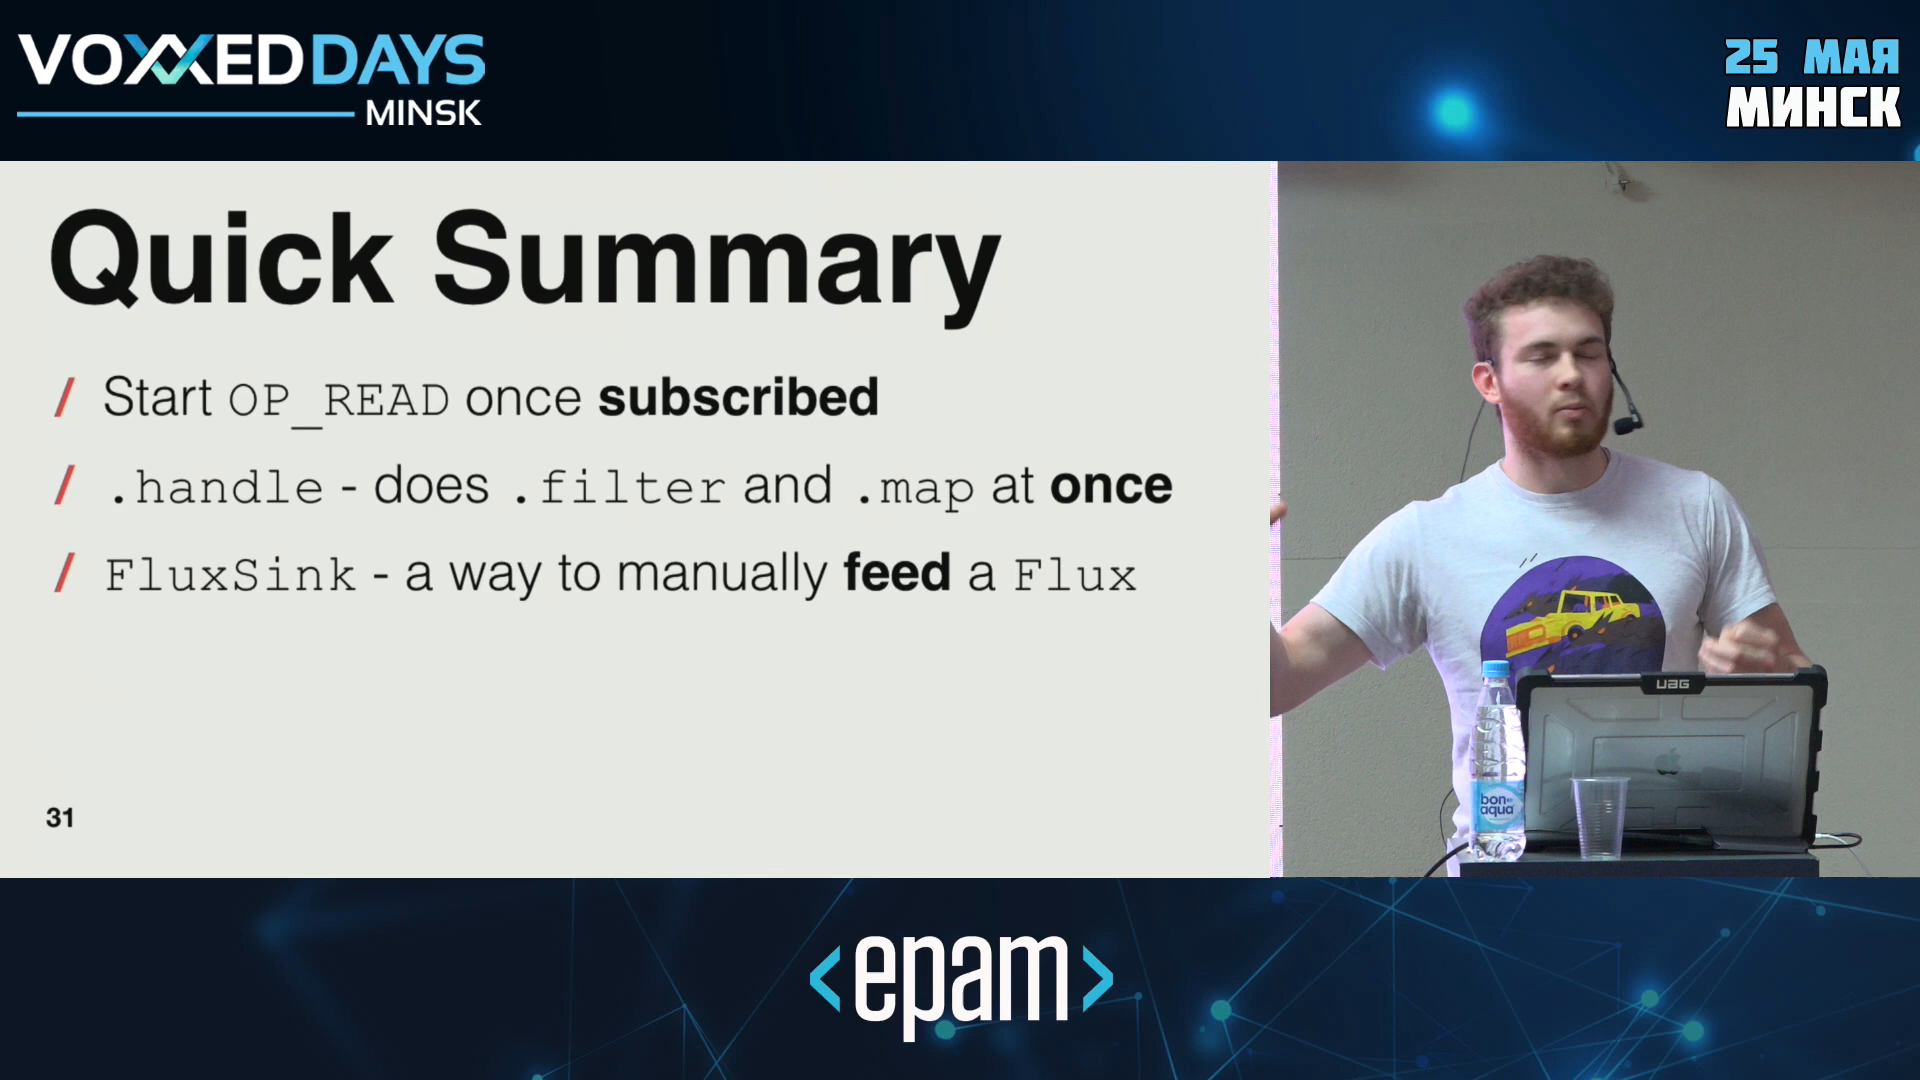 VOXXEDDAYS
MINSK
25 МАЯ
МИНСК
Quick Summary
/ Start OP_READ once subscribed
/ .handle - does .filter and .map at once
/ FluxSink - a way to manually feed a Flux
31
UAG
bon
aqua
<epam>